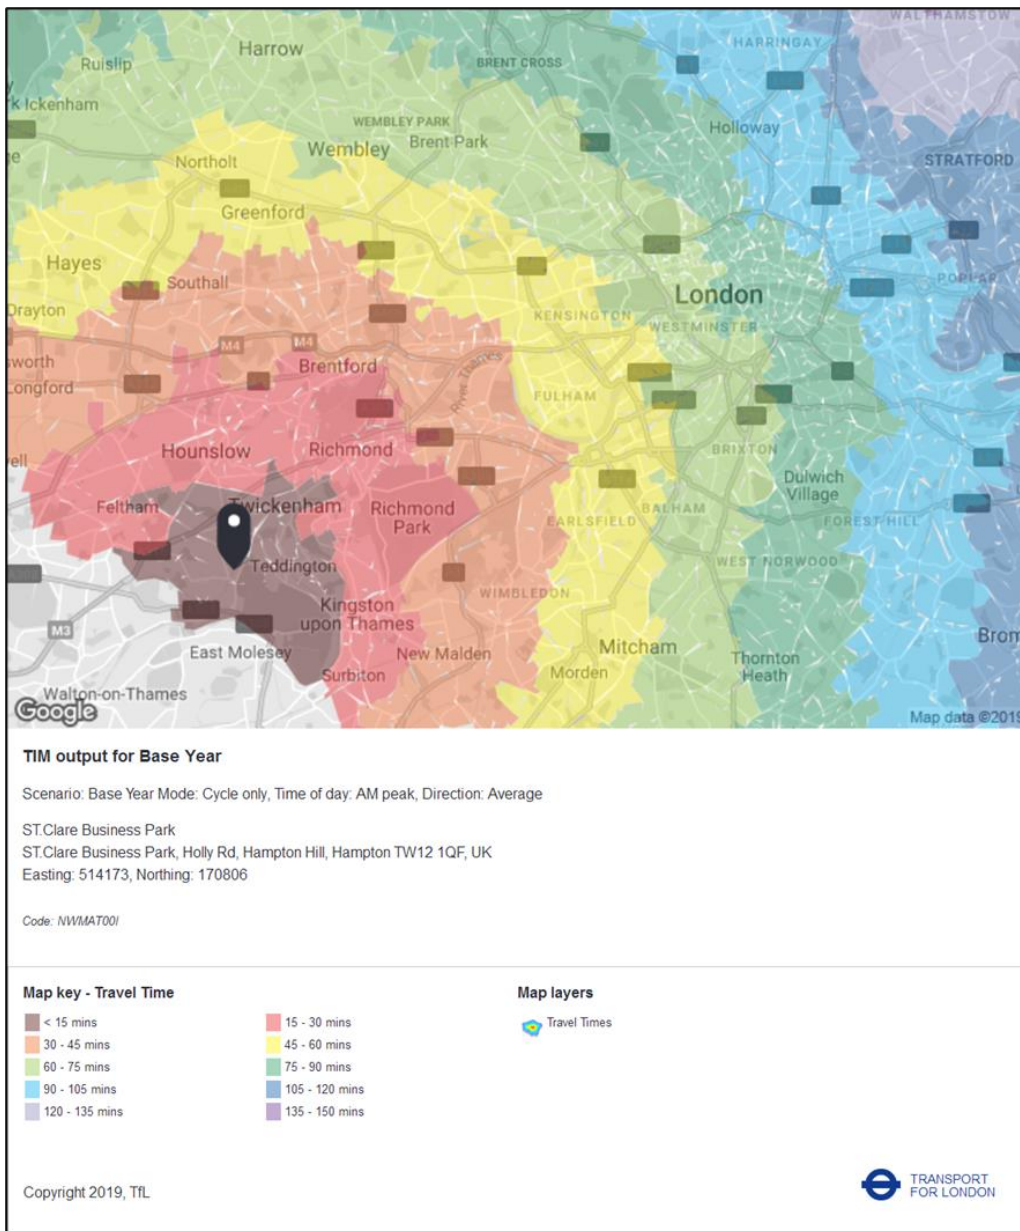 WALTHAMSTOW
Harrow
HARRINGAY
Ruislip
BRENT CROSS
k Ickenham
WEMBLEY PARK
Holloway
Brent Park
Wembley
Northolt
STRATFORD
Greenford
Hayes
POPLAR
Southall
London
Drayton
KENSINGTON
WESTMINSTER
M4
M4
sworth
Brentford
River Thames
Longford
FULHAM
Hounslow
Richmond
BRIXTON
ell
Dulwich
Village
Feltham
Twickenham
Richmond
Park
BALHAM
EARLSFIELD
FOREST HILL
Teddington
WEST NORWOOD
WIMBLEDON
Kingston
upon Thames
M3
Brom
East Molesey
New Malden
Mitcham
Thornton
Heath
Surbiton
Morden
Walton-on-Thames
Google
Map data ©2019
TIM output for Base Year
Scenario: Base Year Mode: Cycle only, Time of day: AM peak, Direction: Average
ST.Clare Business Park
ST.Clare Business Park, Holly Rd, Hampton Hill, Hampton TW12 1QF, UK
Easting: 514173, Northing: 170806
Code: NWMAT00I
Map key - Travel Time
Map layers
< 15 mins
15 - 30 mins
Travel Times
30 - 45 mins
45 - 60 mins
60 - 75 mins
75 - 90 mins
90 - 105 mins
105 - 120 mins
120 - 135 mins
135 - 150 mins
Copyright 2019, TfL
TRANSPORT
FOR LONDON